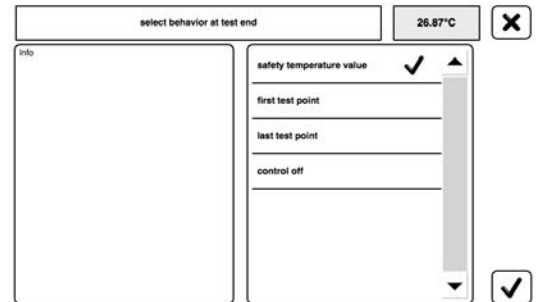 select behavior at test end
26.87°C
Info
safety temperature value
first test point
last test point
control off